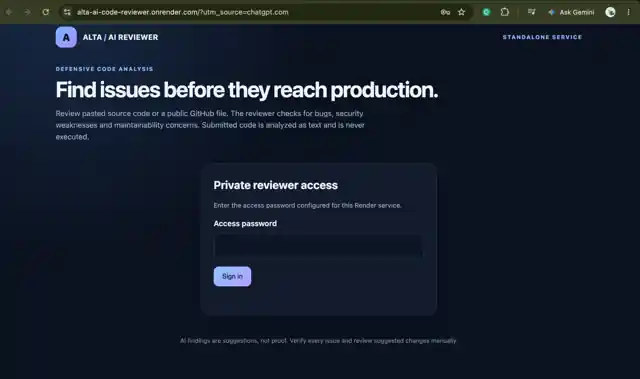 alta-ai-code-reviewer.onrender.com/?utm_source=chatgpt.com
Ask Gemini
A
ALTA / AI REVIEWER
STANDALONE SERVICE
DEFENSIVE CODE ANALYSIS
Find issues before they reach production.
Review pasted source code or a public GitHub file. The reviewer checks for bugs, security
weaknesses and maintainability concerns. Submitted code is analyzed as text and is never
executed.
Private reviewer access
Enter the access password configured for this Render service.
Access password
Sign in
AI findings are suggestions, not proof. Verify every issue and review suggested changes manually.